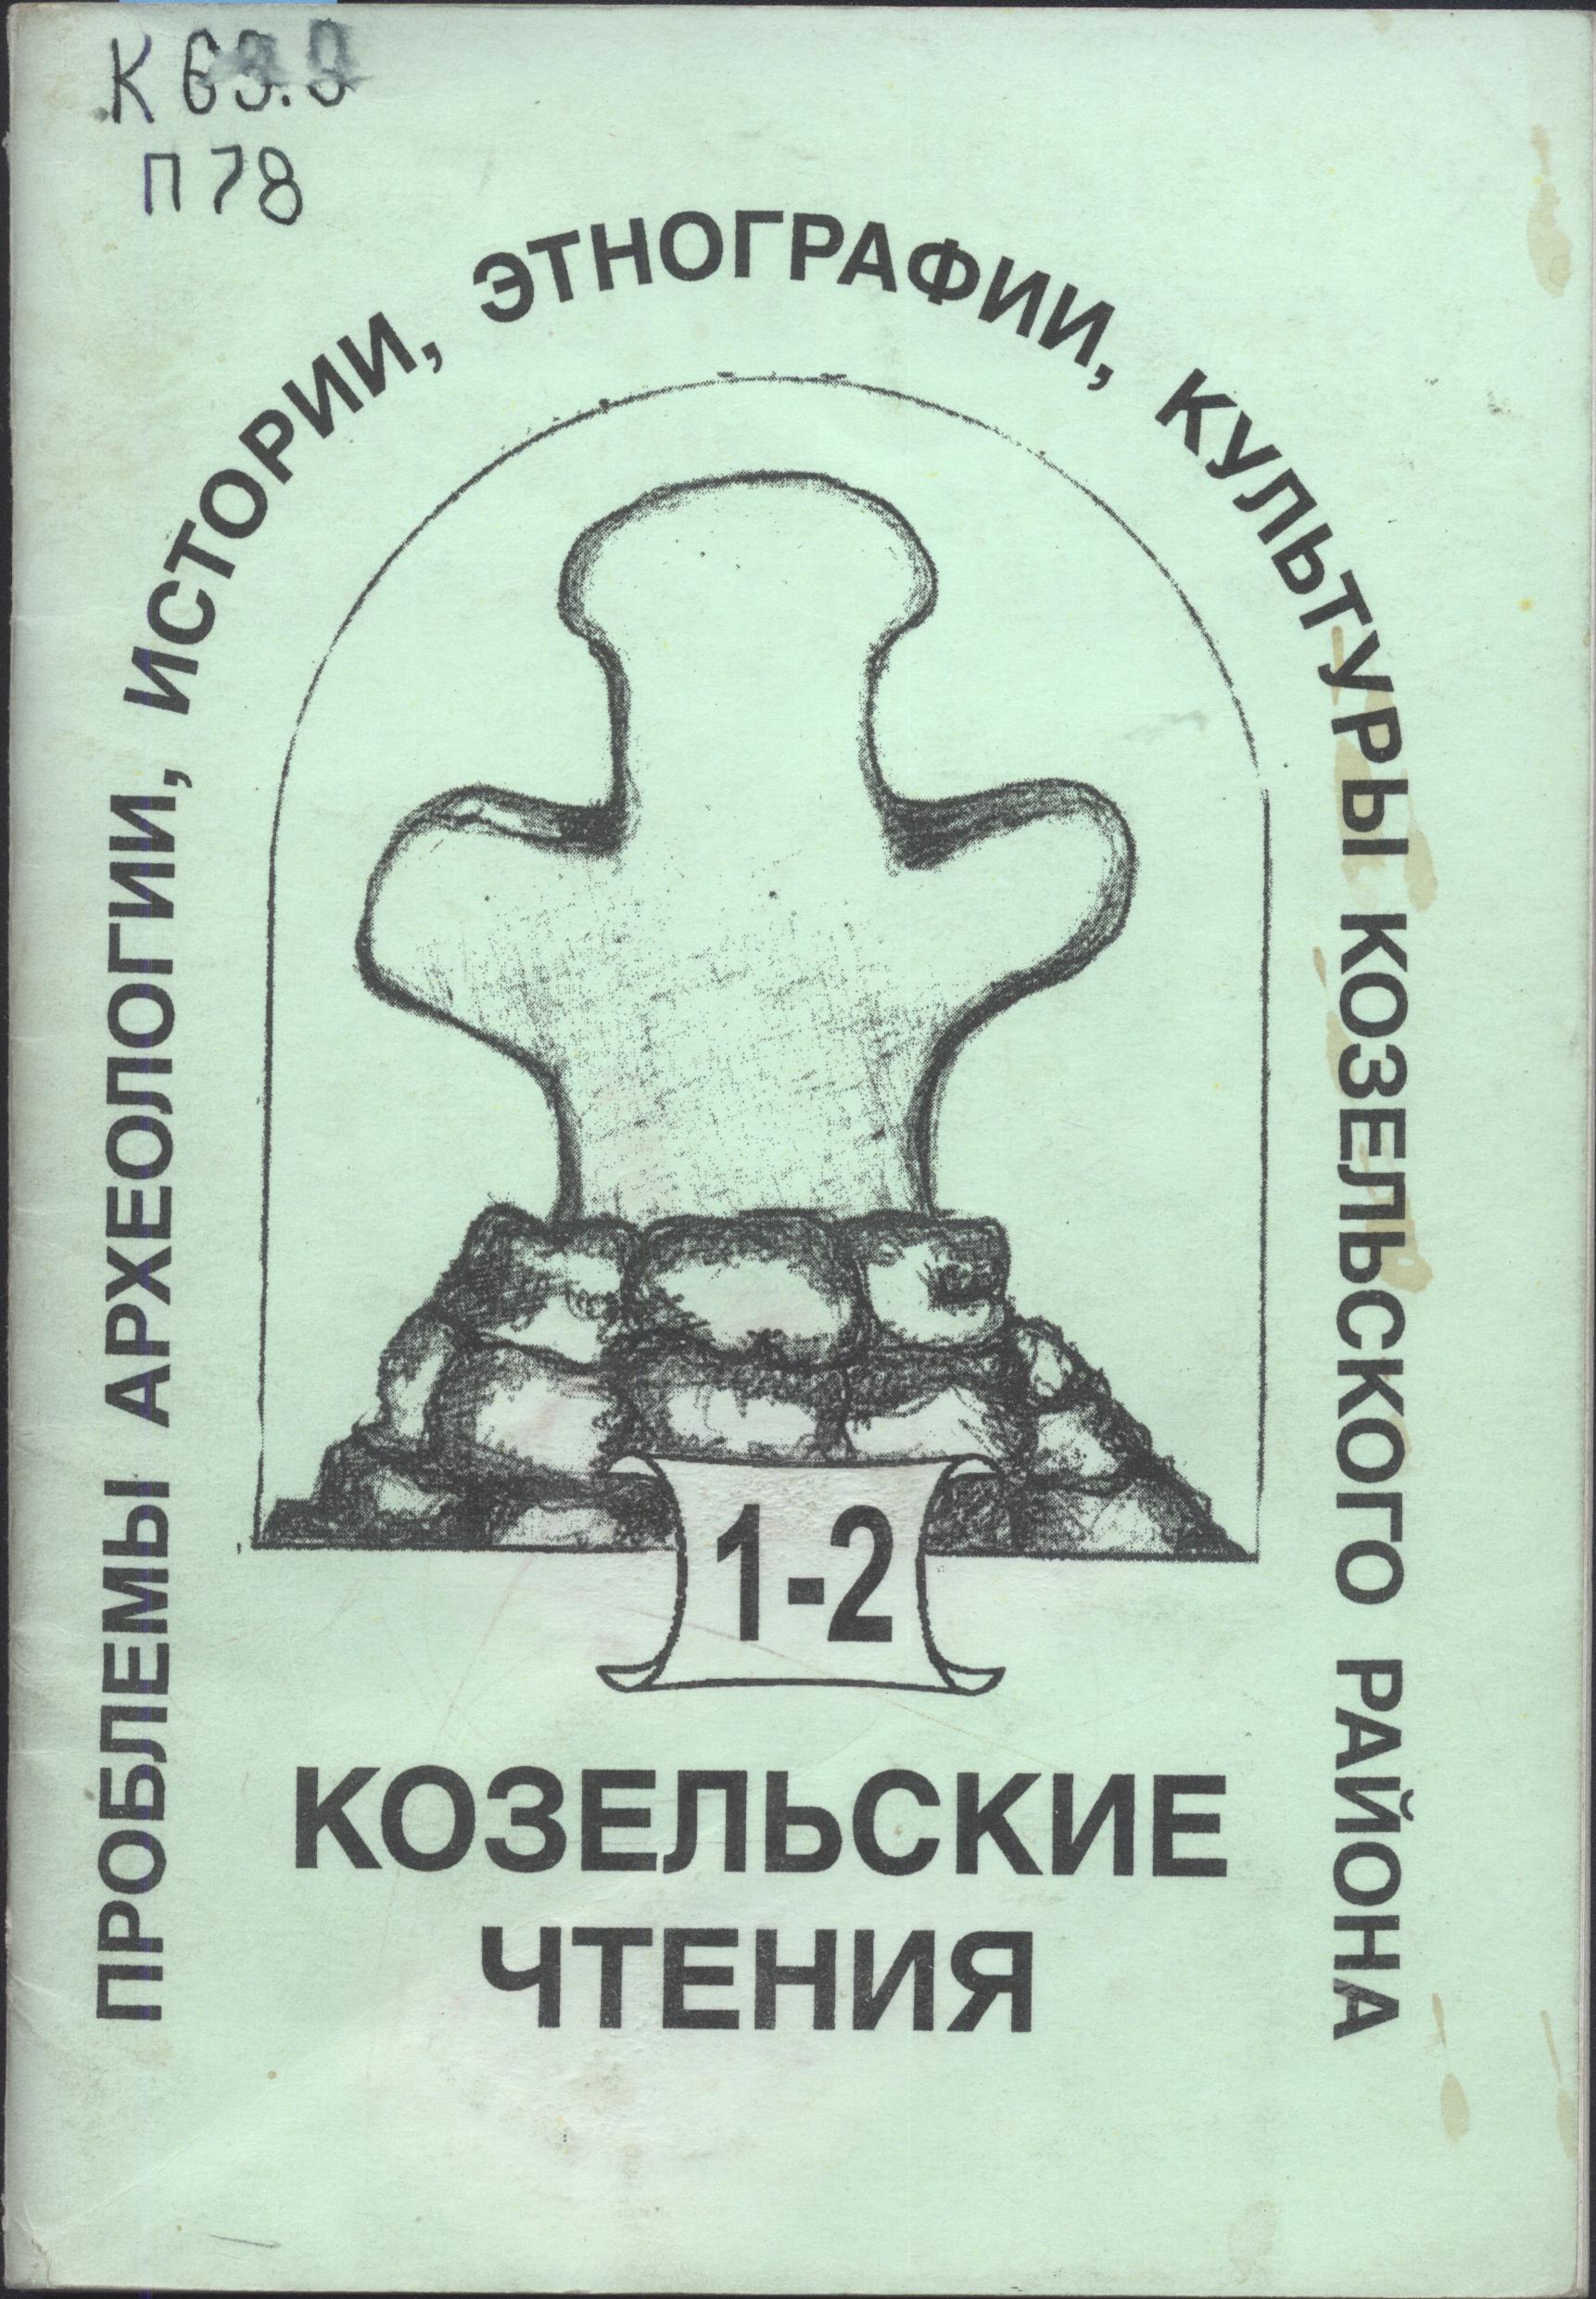 К 63.3
П 78
ПРОБЛЕМЫ АРХЕОЛОГИИ, ИСТОРИИ, ЭТНОГРАФИИ, КУЛЬТУРЫ КОЗЕЛЬСКОГО РАЙОНА
1-2
КОЗЕЛЬСКИЕ
ЧТЕНИЯ